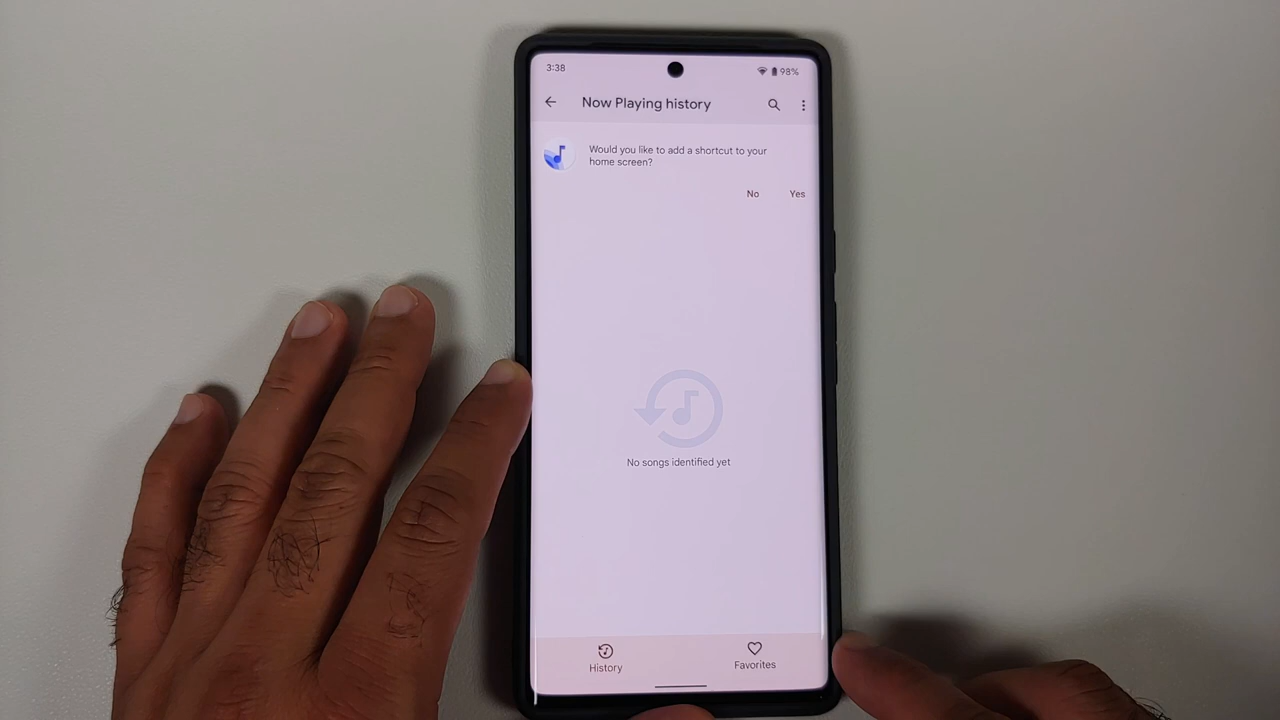 3:38
98%
Now Playing history
Would you like to add a shortcut to your
home screen?
No
Yes
No songs identified yet
History
Favorites